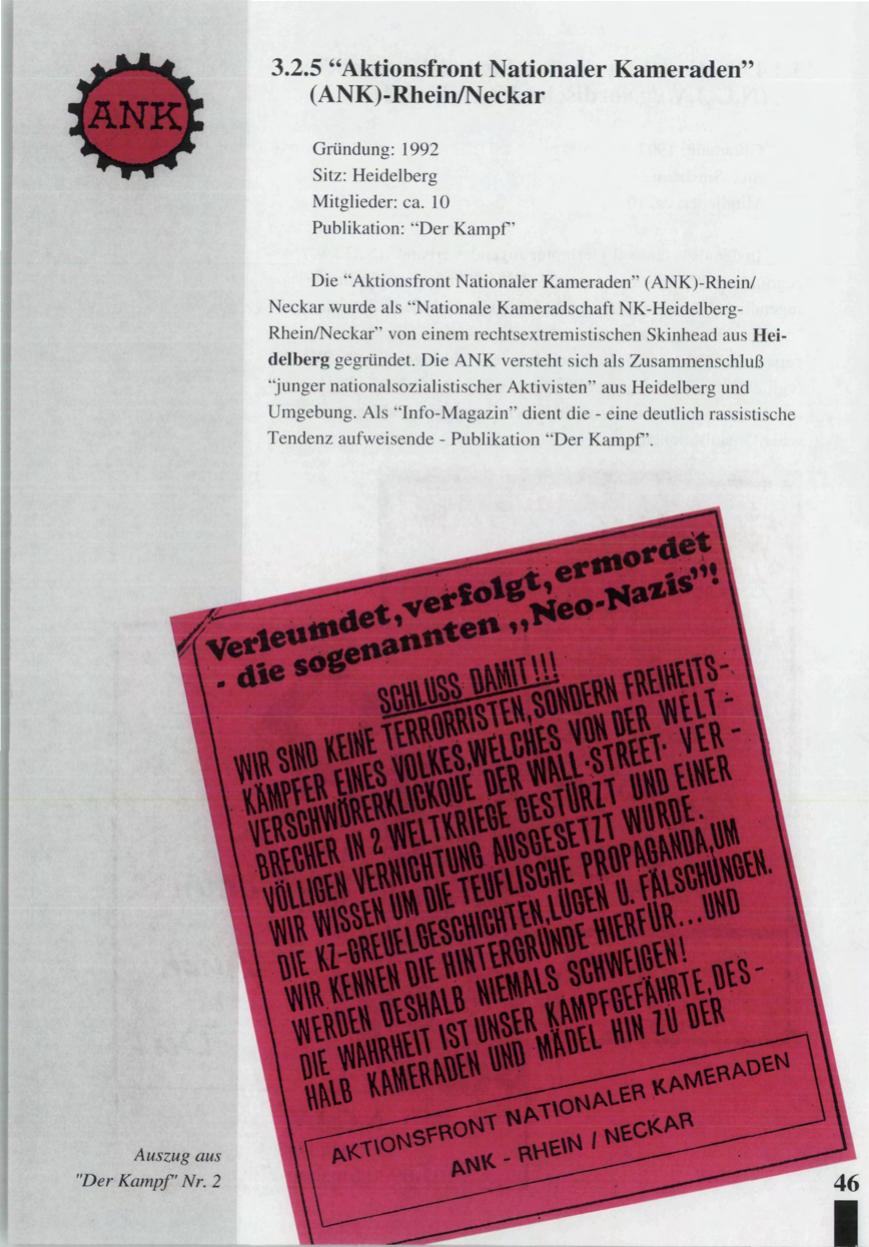 ANK
3.2.5 “Aktionsfront Nationaler Kameraden”
(ANK)-Rhein/Neckar
Gründung: 1992
Sitz: Heidelberg
Mitglieder: ca. 10
Publikation: “Der Kampf”
Die “Aktionsfront Nationaler Kameraden” (ANK)-Rhein/
Neckar wurde als “Nationale Kameradschaft NK-Heidelberg-
Rhein/Neckar” von einem rechtsextremistischen Skinhead aus Hei-
delberg gegründet. Die ANK versteht sich als Zusammenschluß
“junger nationalsozialistischer Aktivisten” aus Heidelberg und
Umgebung. Als “Info-Magazin” dient die - eine deutlich rassistische
Tendenz aufweisende - Publikation “Der Kampf”.
Verleumdet,verfolgt,ermordet
- die sogenannten „Neo-Nazis”!
SCHLUSS DAMIT!!!
WIR SIND KEINE TERRORRISTEN,SONDERN FREIHEITS-
KÄMPFER EINES VOLKES,WELCHES VON DER WELT-
VERSCHWÖRERKLICKQUE DER WALL-STREET- VER-
BRECHER IN 2 WELTKRIEGE GESTÜRZT UND EINER
VÖLLIGEN VERNICHTUNG AUSGESETZT WURDE.
WIR WISSEN UM DIE TEUFLISCHE PROPAGANDA,UM
DIE KZ-GREUELGESCHICHTEN,LÜGEN U. FÄLSCHUNGEN.
WIR KENNEN DIE HINTERGRÜNDE HIERFÜR...UND
WERDEN DESHALB NIEMALS SCHWEIGEN!
DIE WAHRHEIT IST UNSER KAMPFGEFÄHRTE,DES-
HALB KAMERADEN UND MÄDEL HIN ZU DER
AKTIONSFRONT NATIONALER KAMERADEN
ANK - RHEIN / NECKAR
Auszug aus
"Der Kampf" Nr. 2
46